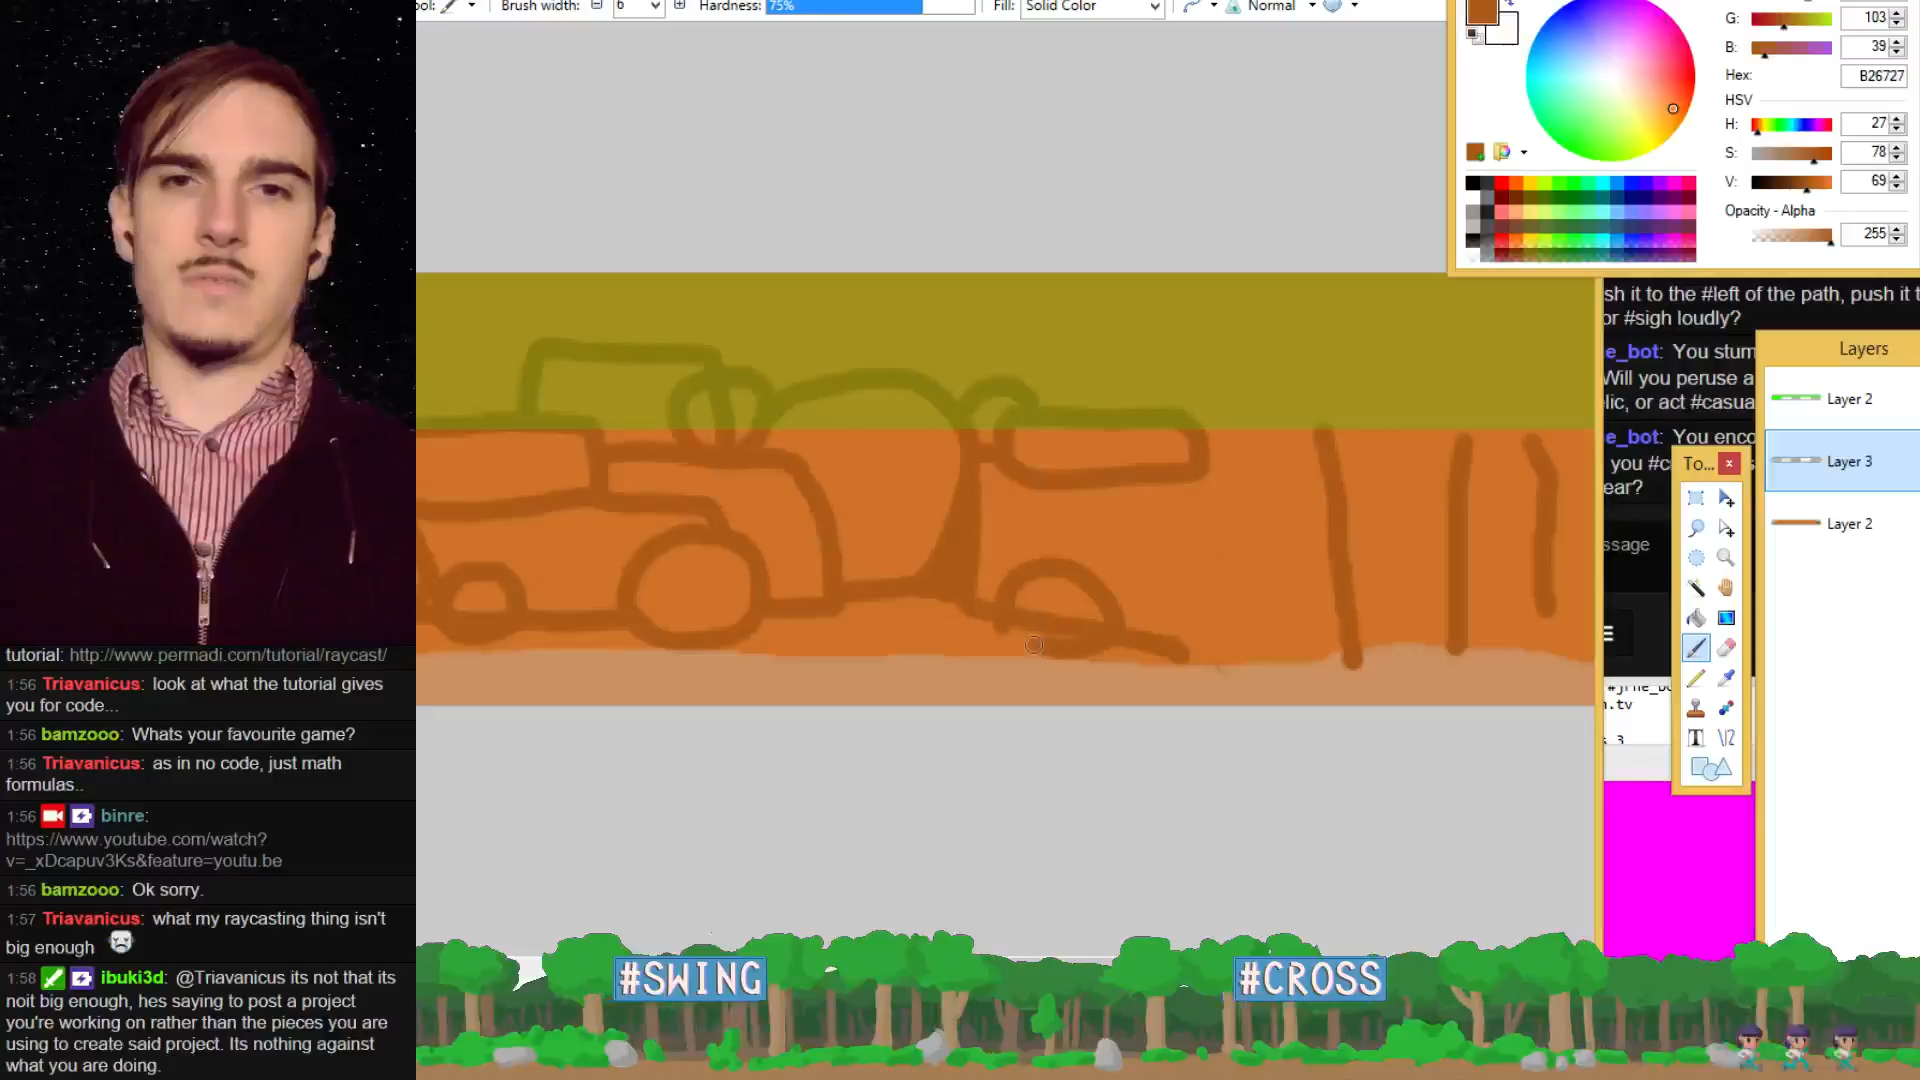 ool:
Brush width:
6
Hardness:
75%
Fill:
Solid Color
Normal
G:
103
B:
39
Hex:
B26727
HSV
H:
27
S:
78
V:
69
Opacity - Alpha
255
sh it to the #left of the path, push it t
or #sigh loudly?
e_bot: You stum
Will you peruse a
lic, or act #casua
e_bot: You enco
you #c
ear?
ssage
Layers
Layer 2
Layer 3
Layer 2
To...
n.tv
tutorial: http://www.permadi.com/tutorial/raycast/
1:56 Triavanicus: look at what the tutorial gives
you for code...
1:56 bamzooo: Whats your favourite game?
1:56 Triavanicus: as in no code, just math
formulas..
1:56 binre:
https://www.youtube.com/watch?
v=_xDcapuv3Ks&feature=youtu.be
1:56 bamzooo: Ok sorry.
1:57 Triavanicus: what my raycasting thing isn't
big enough
1:58 ibuki3d: @Triavanicus its not that its
noit big enough, hes saying to post a project
you're working on rather than the pieces you are
using to create said project. Its nothing against
what you are doing.
#SWING
#CROSS